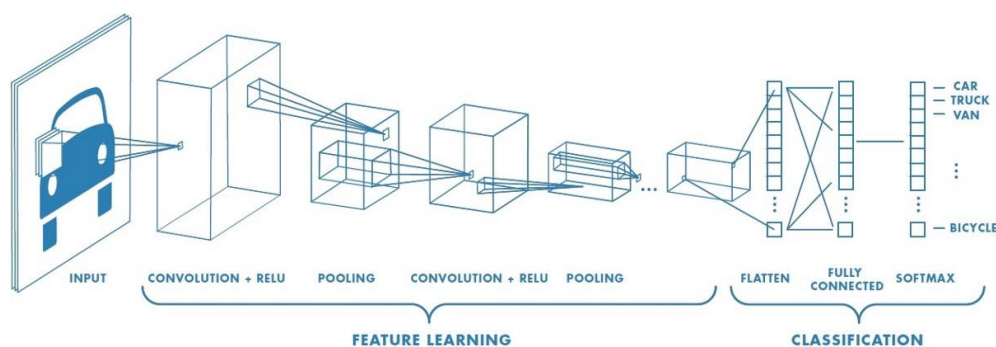 CAR
TRUCK
VAN
BICYCLE
INPUT
CONVOLUTION + RELU
POOLING
CONVOLUTION + RELU
POOLING
FLATTEN
FULLY
CONNECTED
SOFTMAX
FEATURE LEARNING
CLASSIFICATION